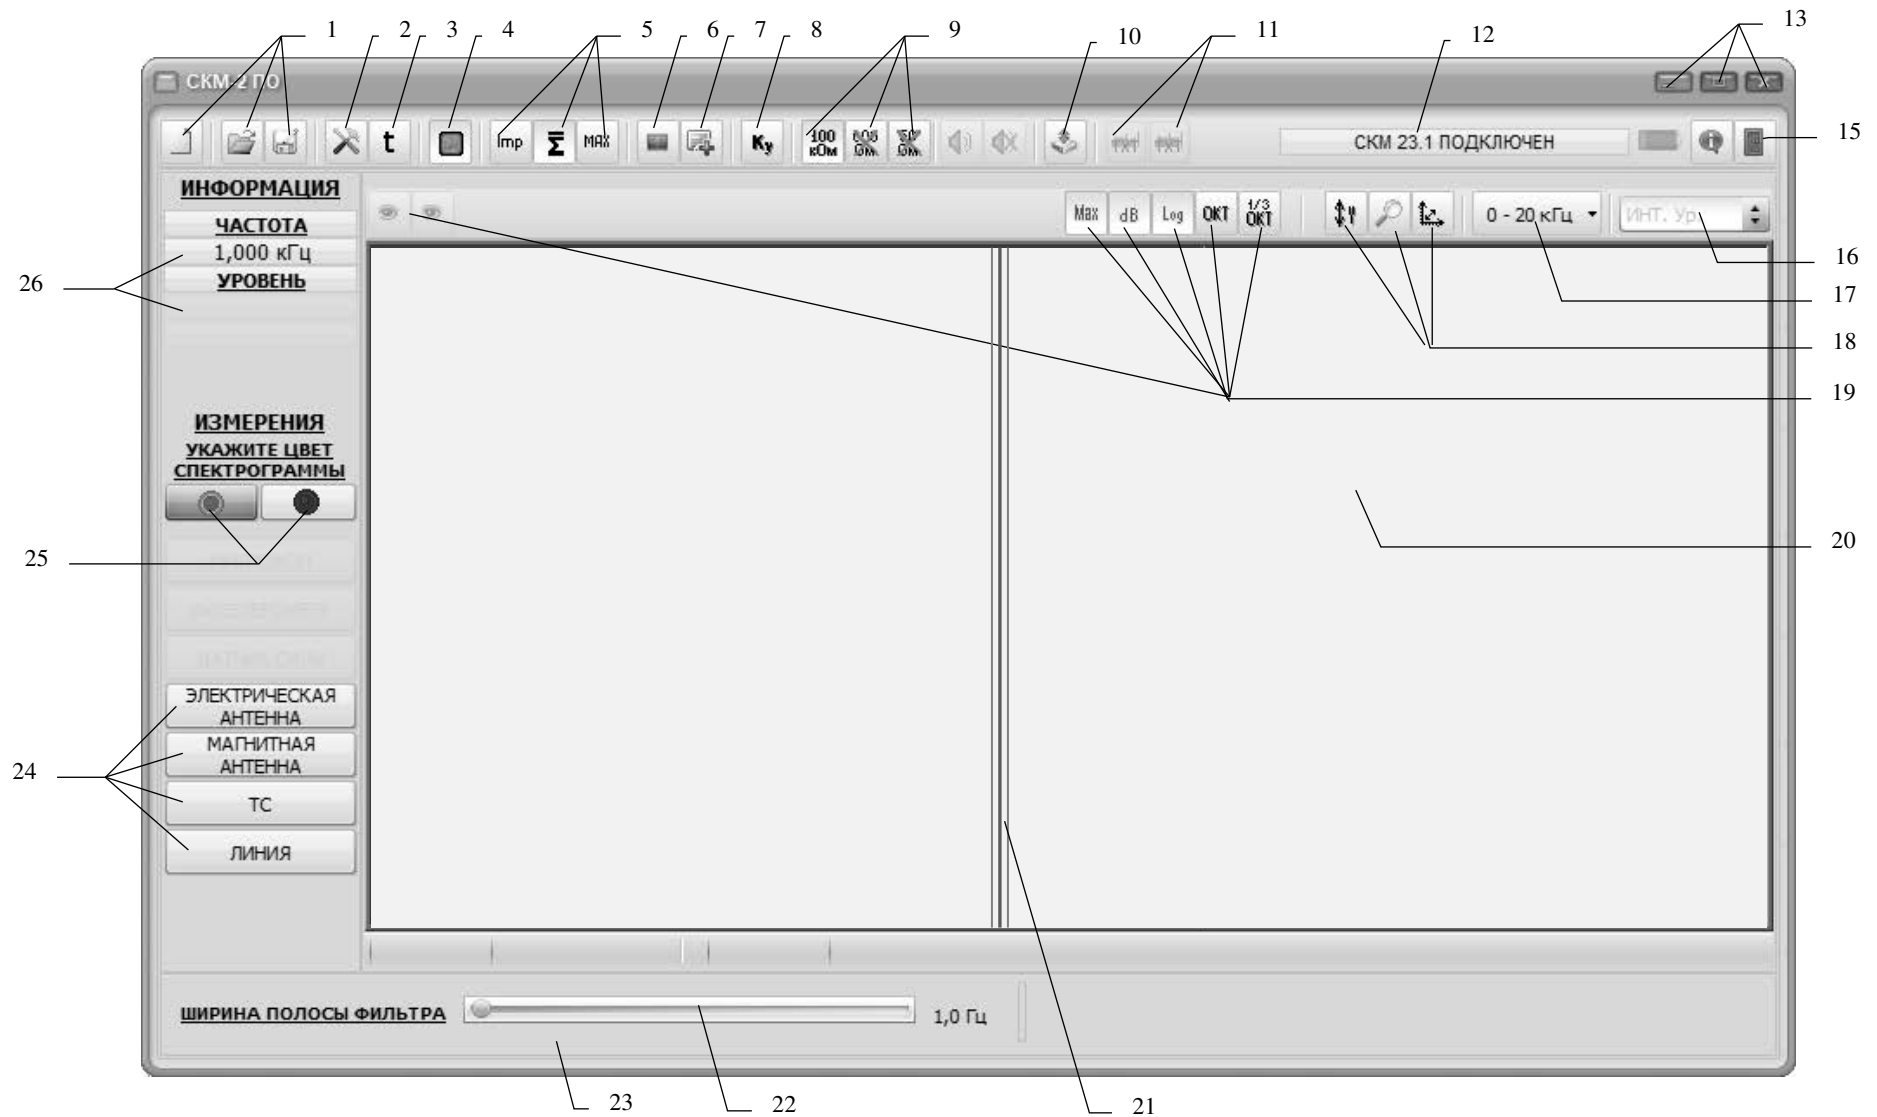 1 2 3 4 5 6 7 8 9 10 11 12 13
СКМ-2 ПО
t Imp Σ MAX Ку 100 кОм СКМ 23.1 ПОДКЛЮЧЕН 15
ИНФОРМАЦИЯ
ЧАСТОТА
1,000 кГц
УРОВЕНЬ
Max dB Log ОКТ 1/3 ОКТ У 0 - 20 кГц ИНТ. Ур
16
26
17
18
19
ИЗМЕРЕНИЯ
УКАЖИТЕ ЦВЕТ
СПЕКТРОГРАММЫ
20
25
ЭЛЕКТРИЧЕСКАЯ
АНТЕННА
МАГНИТНАЯ
АНТЕННА
24
ТС
ЛИНИЯ
ШИРИНА ПОЛОСЫ ФИЛЬТРА 1,0 Гц
23 22 21